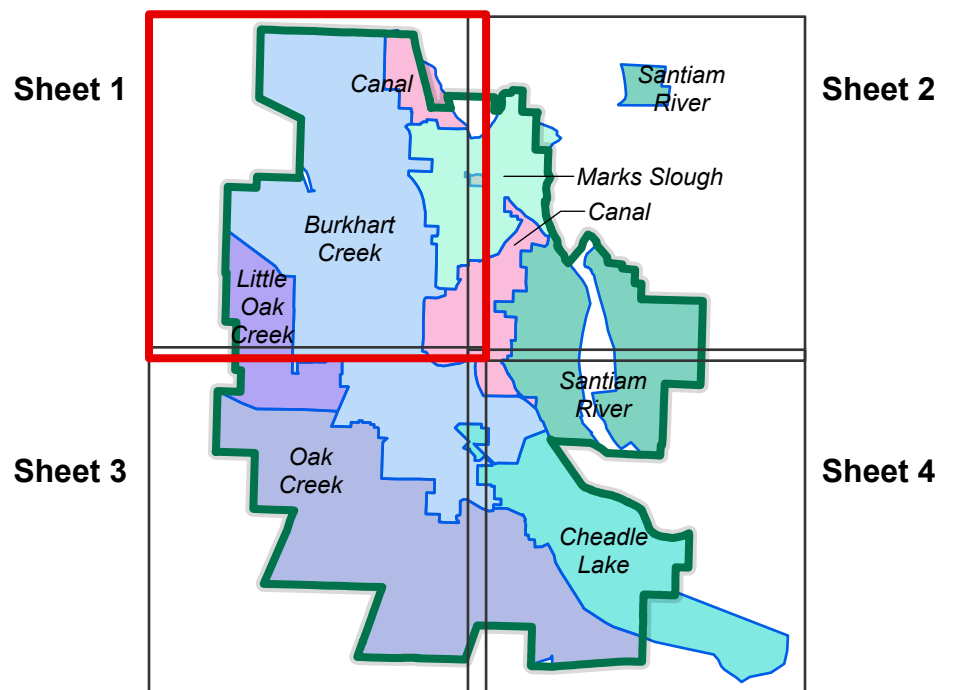 Sheet 1
Canal
Santiam
River
Sheet 2
Marks Slough
Canal
Burkhart
Creek
Little
Oak
Creek
Santiam
River
Sheet 3
Oak
Creek
Sheet 4
Cheadle
Lake